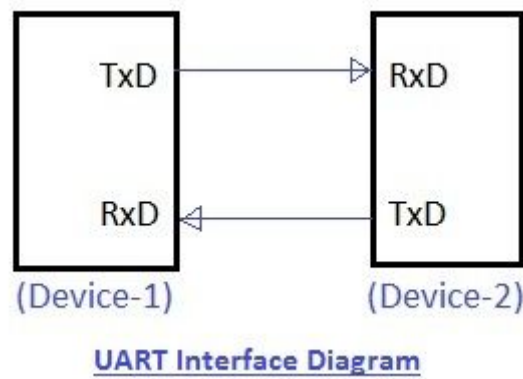 TxD
RxD
RxD
TxD
(Device-1)
(Device-2)
UART Interface Diagram